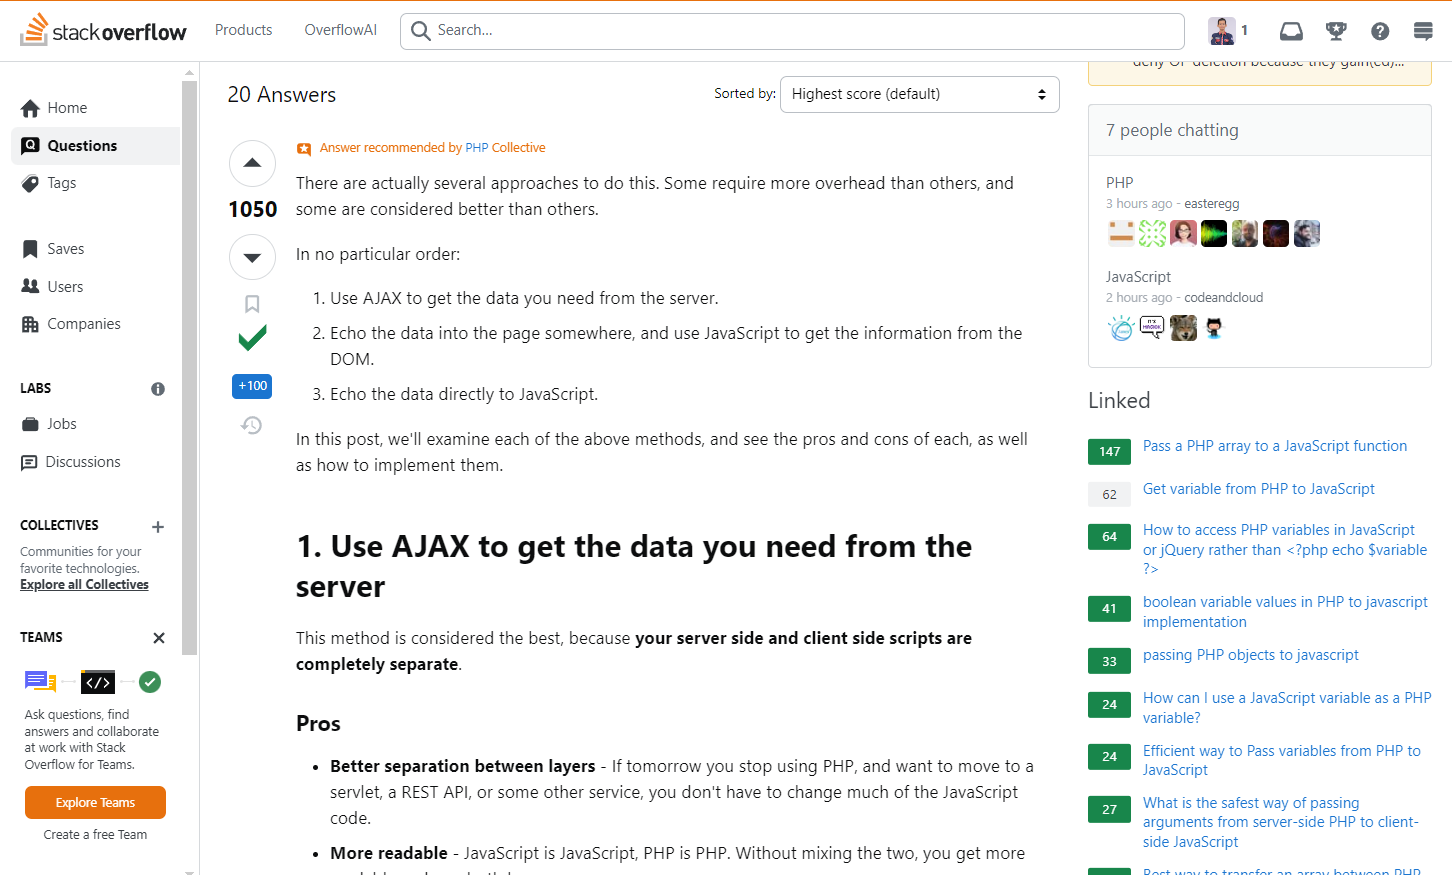 stackoverflow
Products
OverflowAI
Search...
1
Home
Questions
Tags
Saves
Users
Companies
LABS
Jobs
Discussions
COLLECTIVES
Communities for your
favorite technologies.
Explore all Collectives
TEAMS
Ask questions, find
answers and collaborate
at work with Stack
Overflow for Teams.
Explore Teams
Create a free Team
20 Answers
Sorted by:
Highest score (default)
Answer recommended by PHP Collective
1050
+100
There are actually several approaches to do this. Some require more overhead than others, and
some are considered better than others.
In no particular order:
1. Use AJAX to get the data you need from the server.
2. Echo the data into the page somewhere, and use JavaScript to get the information from the
DOM.
3. Echo the data directly to JavaScript.
In this post, we'll examine each of the above methods, and see the pros and cons of each, as well
as how to implement them.
1. Use AJAX to get the data you need from the
server
This method is considered the best, because your server side and client side scripts are
completely separate.
Pros
• Better separation between layers - If tomorrow you stop using PHP, and want to move to a
servlet, a REST API, or some other service, you don't have to change much of the JavaScript
code.
• More readable - JavaScript is JavaScript, PHP is PHP. Without mixing the two, you get more
deny OP deletion because they gain(ed)...
7 people chatting
PHP
3 hours ago - easteregg
JavaScript
2 hours ago - codeandcloud
Linked
147 Pass a PHP array to a JavaScript function
62 Get variable from PHP to JavaScript
64 How to access PHP variables in JavaScript
or jQuery rather than <?php echo $variable
?>
41 boolean variable values in PHP to javascript
implementation
33 passing PHP objects to javascript
24 How can I use a JavaScript variable as a PHP
variable?
24 Efficient way to Pass variables from PHP to
JavaScript
27 What is the safest way of passing
arguments from server-side PHP to client-
side JavaScript
Best way to transfer an array between PHP